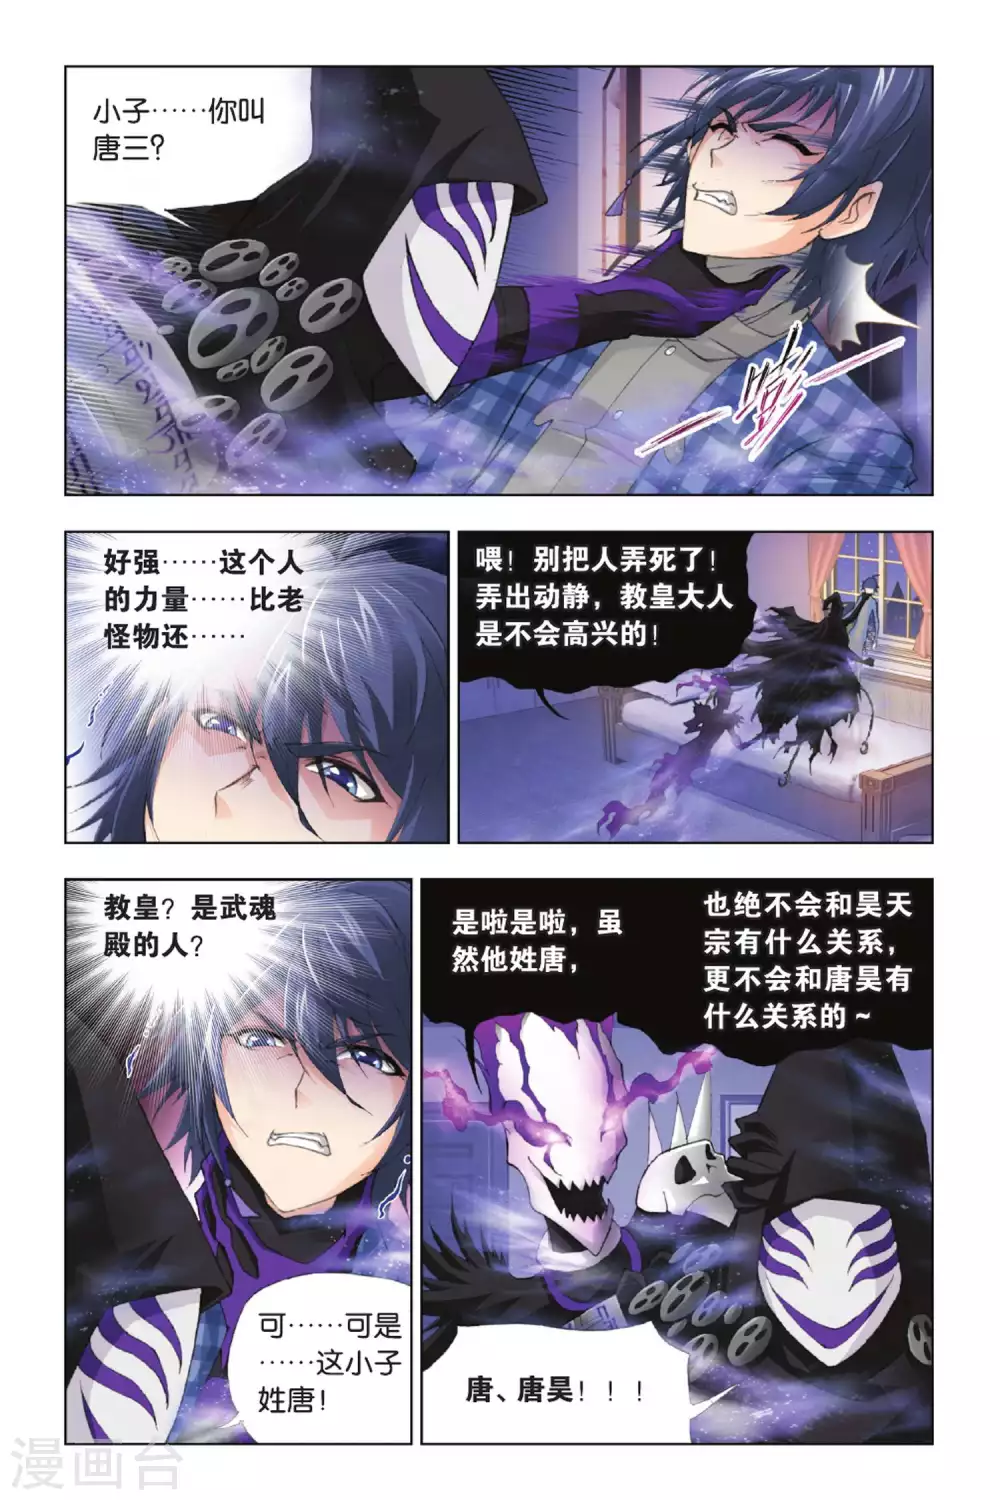 小子……你叫
唐三？
嘭
好强……这个人
的力量……比老
怪物还……
喂！别把人弄死了！
弄出动静，教皇大人
是不会高兴的！
教皇？是武魂
殿的人？
可……可是
……这小子
姓唐！
是啦是啦，虽
然他姓唐，
也绝不会和昊天
宗有什么关系，
更不会和唐昊有
什么关系的～
唐、唐昊！！！
漫画台